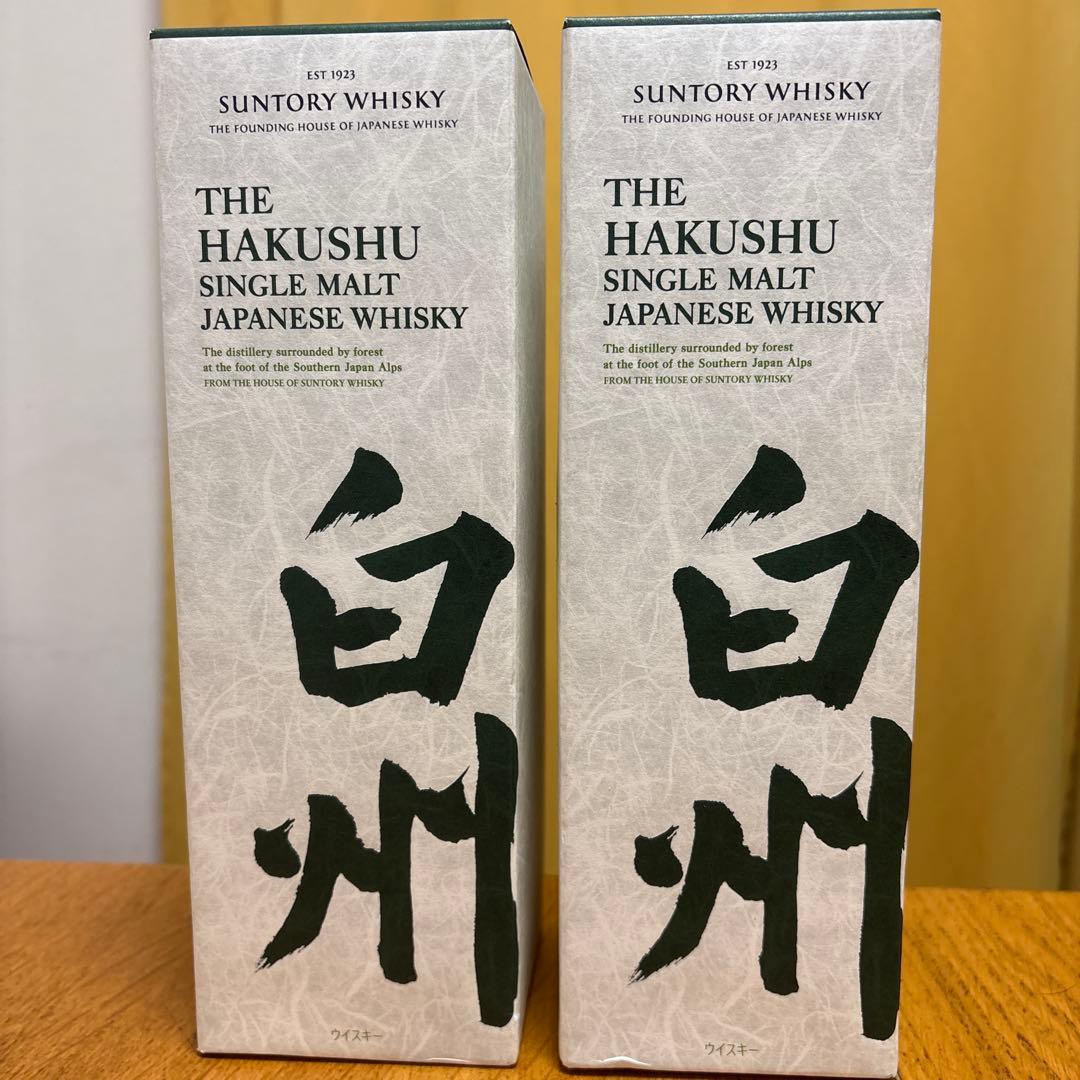 EST 1923
SUNTORY WHISKY
THE FOUNDING HOUSE OF JAPANESE WHISKY
THE
HAKUSHU
SINGLE MALT
JAPANESE WHISKY
The distillery surrounded by forest
at the foot of the Southern Japan Alps
FROM THE HOUSE OF SUNTORY WHISKY
白
州
ウイスキー
EST 1923
SUNTORY WHISKY
THE FOUNDING HOUSE OF JAPANESE WHISKY
THE
HAKUSHU
SINGLE MALT
JAPANESE WHISKY
The distillery surrounded by forest
at the foot of the Southern Japan Alps
FROM THE HOUSE OF SUNTORY WHISKY
白
州
ウイスキー